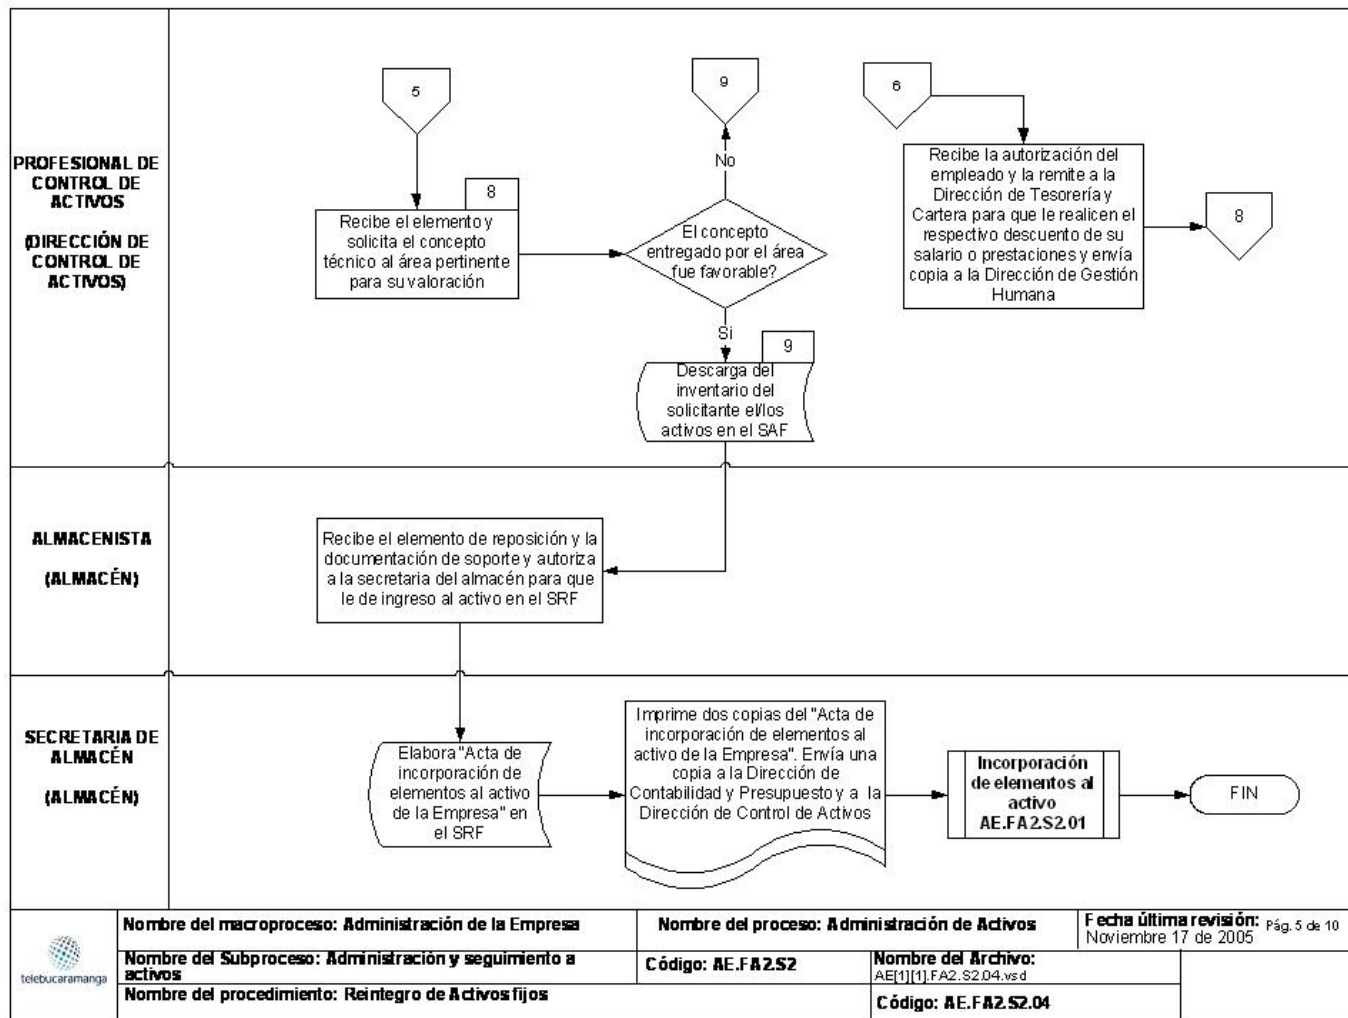 5
9
6
PROFESIONAL DE
CONTROL DE
ACTIVOS
(DIRECCIÓN DE
CONTROL DE
ACTIVOS)
8
Recibe el elemento y
solicita el concepto
técnico al área pertinente
para su valoración
No
El concepto
entregado por el área
fue favorable?
Si
Recibe la autorización del
empleado y la remite a la
Dirección de Tesorería y
Cartera para que le realicen el
respectivo descuento de su
salario o prestaciones y envía
copia a la Dirección de Gestión
Humana
8
9
Descarga del
inventario del
solicitante el/los
activos en el SAF
ALMACENISTA
(ALMACÉN)
Recibe el elemento de reposición y la
documentación de soporte y autoriza
a la secretaria del almacén para que
le de ingreso al activo en el SRF
SECRETARIA DE
ALMACÉN
(ALMACÉN)
Elabora "Acta de
incorporación de
elementos al activo
de la Empresa" en
el SRF
Imprime dos copias del "Acta de
incorporación de elementos al
activo de la Empresa". Envía una
copia a la Dirección de
Contabilidad y Presupuesto y a la
Dirección de Control de Activos
Incorporación
de elementos al
activo
AE.FA2.S2.01
FIN
telebucaramanga
Nombre del macroproceso: Administración de la Empresa
Nombre del proceso: Administración de Activos
Fecha última revisión: Pág. 5 de 10
Noviembre 17 de 2005
Nombre del Subproceso: Administración y seguimiento a
activos
Código: AE.FA2.S2
Nombre del Archivo:
AE[1][1].FA2.S2.04.vsd
Nombre del procedimiento: Reintegro de Activos fijos
Código: AE.FA2.S2.04